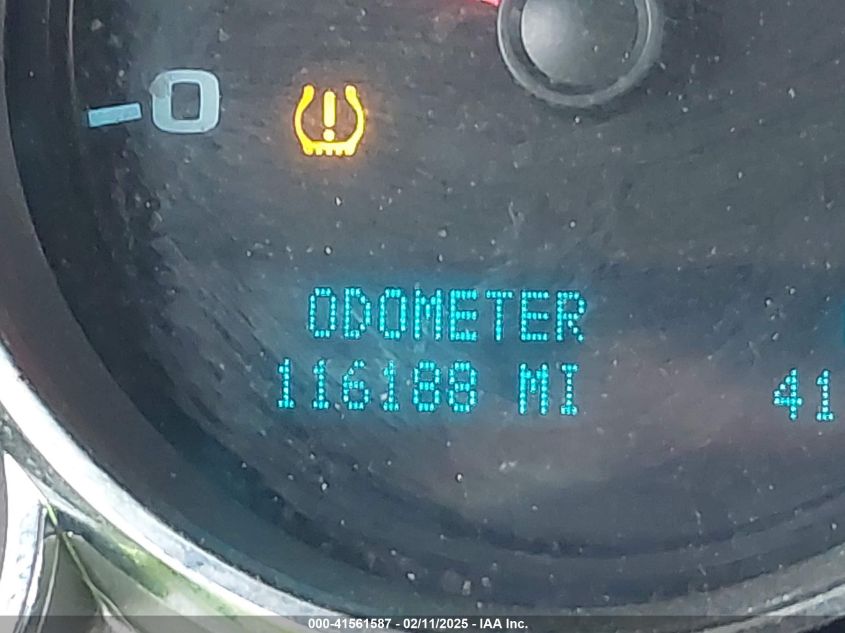 0
!
ODOMETER
116188 MI
41
000-41561587 - 02/11/2025 - IAA Inc.